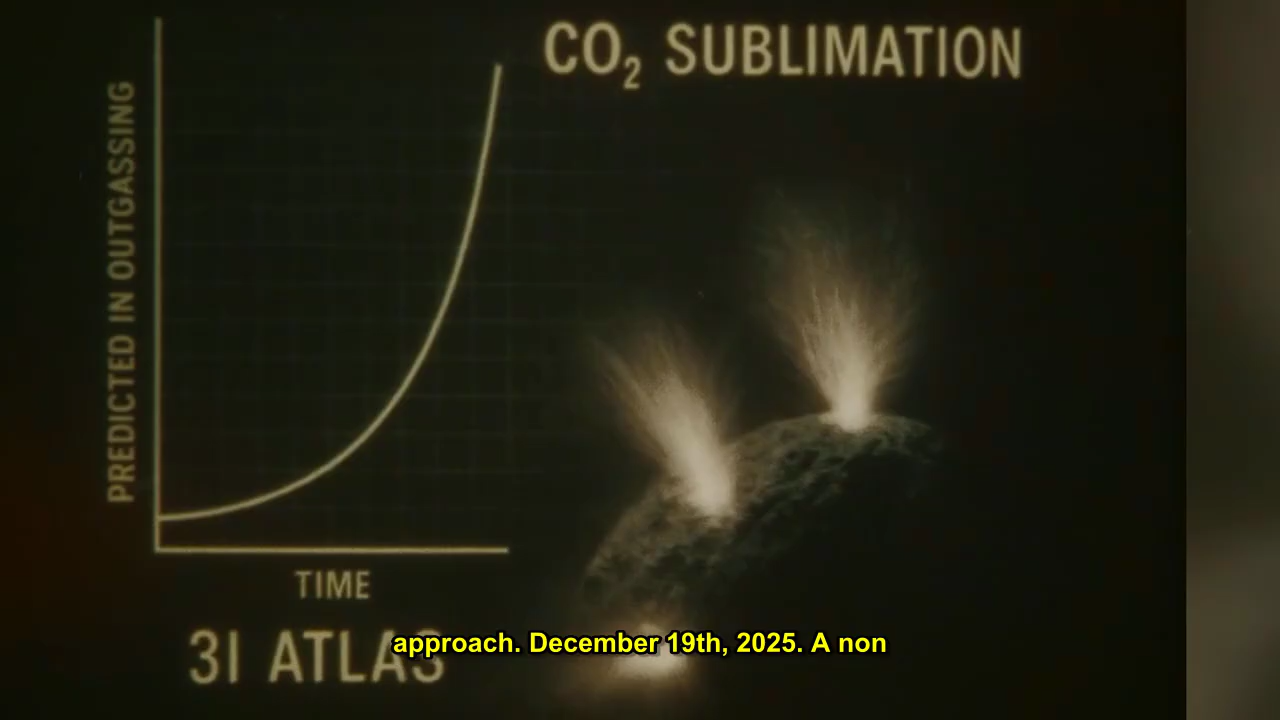 CO₂ SUBLIMATION
PREDICTED IN OUTGASSING
TIME
3I ATLAS
approach. December 19th, 2025. A non